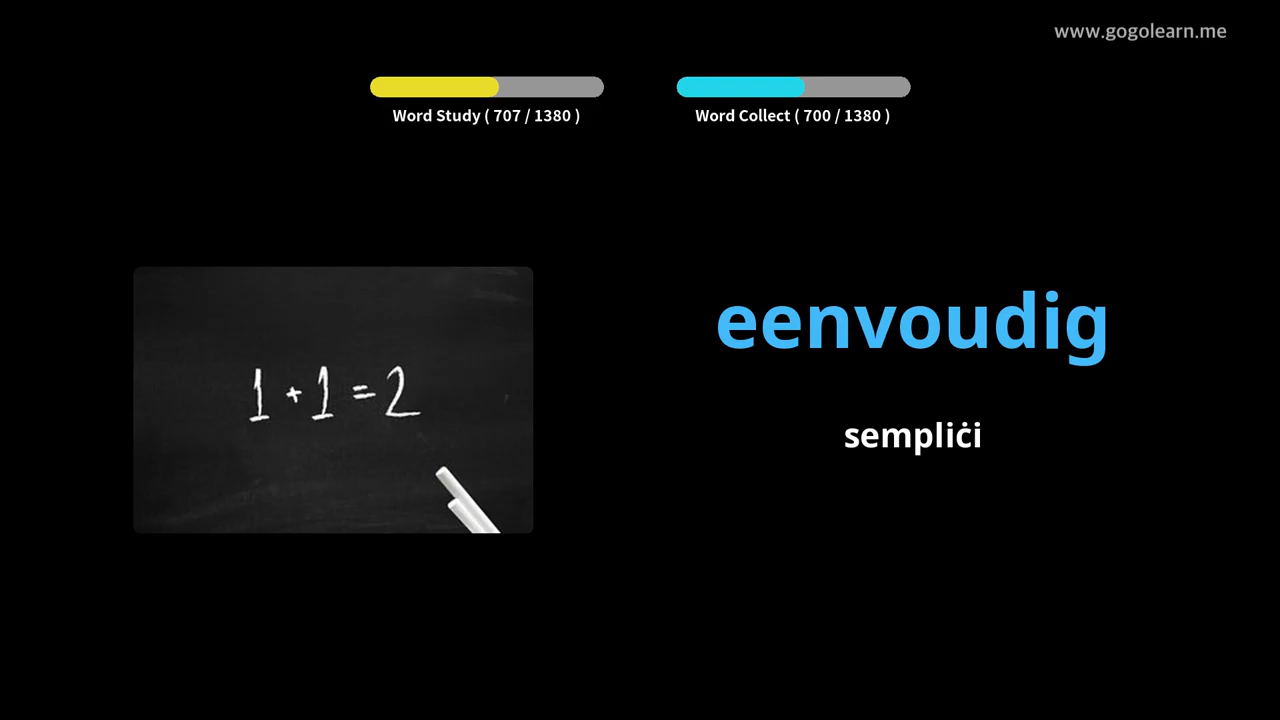 www.gogolearn.me
Word Study ( 707 / 1380 )
Word Collect ( 700 / 1380 )
eenvoudig
1 + 1 = 2
sempliċi